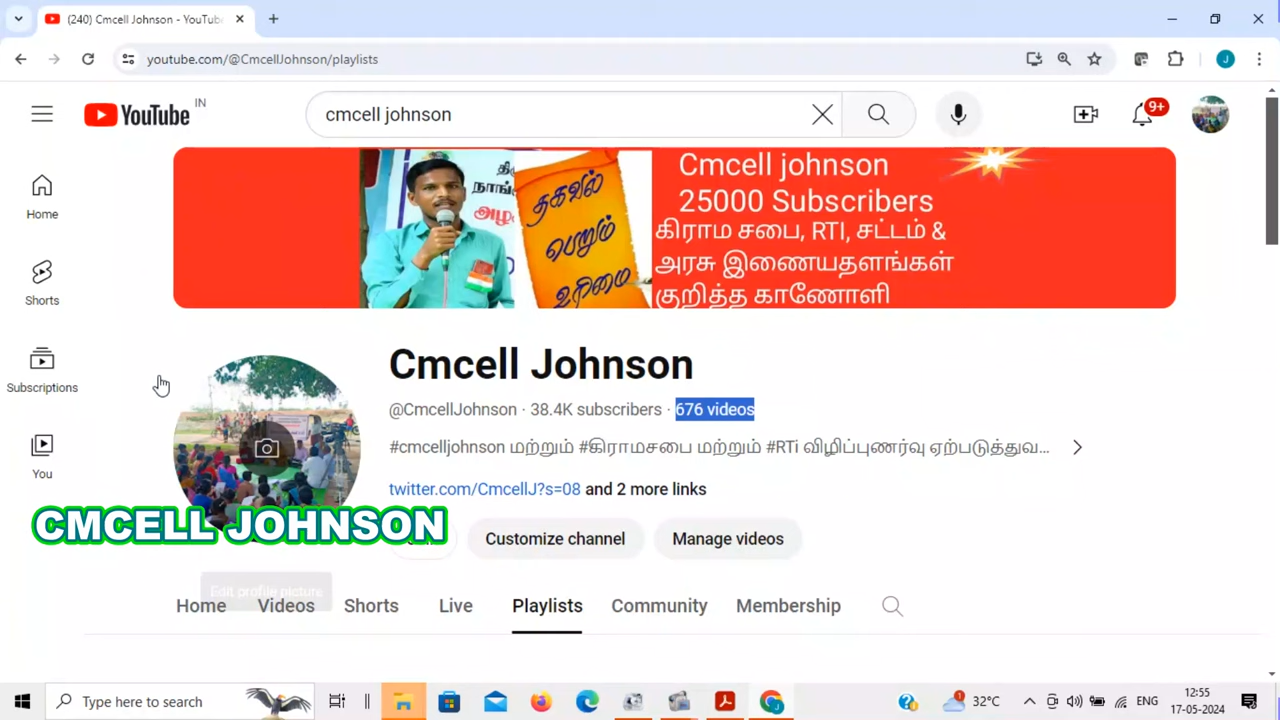 (240) Cmcell Johnson - YouTube
youtube.com/@CmcellJohnson/playlists
YouTube IN
cmcell johnson
9+
Cmcell johnson
25000 Subscribers
கிராம சபை, RTI, சட்டம் &
அரசு இணையதளங்கள்
குறித்த காணோளி
தகவல்
பெறும்
உரிமை
Home
Shorts
Subscriptions
You
Cmcell Johnson
@CmcellJohnson · 38.4K subscribers · 676 videos
#cmcelljohnson மற்றும் #கிராமசபை மற்றும் #RTi விழிப்புணர்வு ஏற்படுத்துவ...
twitter.com/CmcellJ?s=08 and 2 more links
CMCELL JOHNSON
Customize channel
Manage videos
Edit profile picture
Home Videos Shorts Live Playlists Community Membership
Type here to search
1
32°C
ENG
12:55
17-05-2024